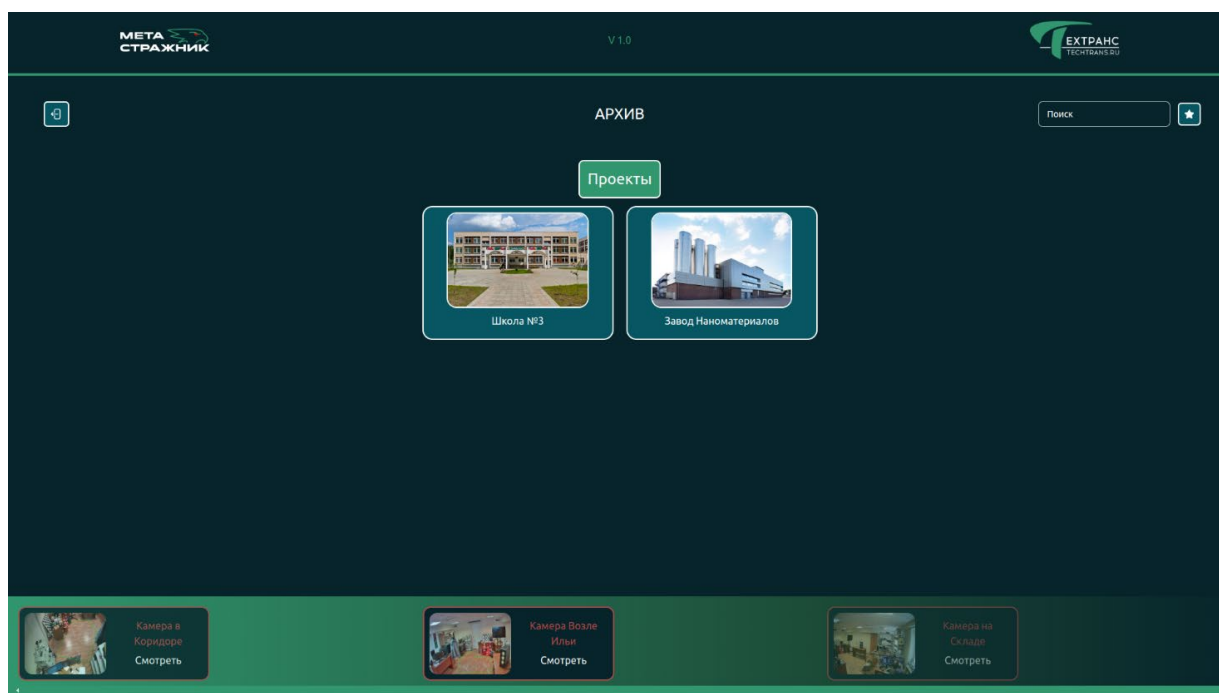 МЕТА
СТРАЖНИК
V 1.0
ЕХТРАНС
TECHTRANS.RU
АРХИВ
Поиск
Проекты
Школа №3
Завод Наноматериалов
Камера в
Коридоре
Смотреть
Камера Возле
Ильи
Смотреть
Камера на
Складе
Смотреть